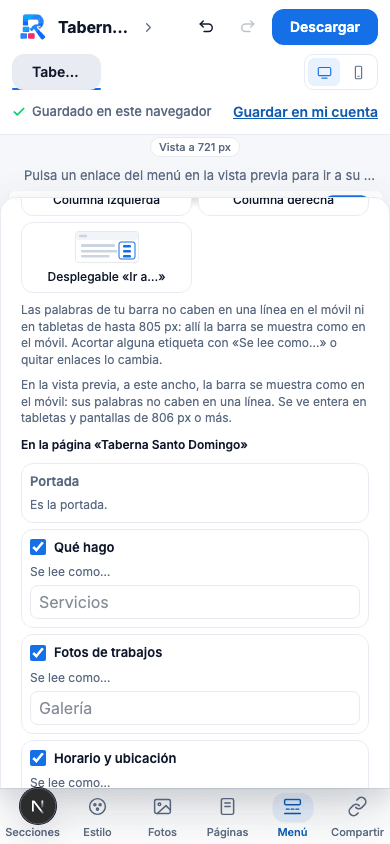 Tabern...
Descargar
Tabe...
Guardado en este navegador
Guardar en mi cuenta
Vista a 721 px
Pulsa un enlace del menú en la vista previa para ir a su ...
Columna izquierda
Columna derecha
Desplegable «Ir a...»
Las palabras de tu barra no caben en una línea en el móvil ni
en tabletas de hasta 805 px: allí la barra se muestra como en
el móvil. Acortar alguna etiqueta con «Se lee como...» o
quitar enlaces lo cambia.
En la vista previa, a este ancho, la barra se muestra como en
el móvil: sus palabras no caben en una línea. Se ve entera en
tabletas y pantallas de 806 px o más.
En la página «Taberna Santo Domingo»
Portada
Es la portada.
Qué hago
Se lee como...
Servicios
Fotos de trabajos
Se lee como...
Galería
Horario y ubicación
Se lee como...
N
Secciones
Estilo
Fotos
Páginas
Menú
Compartir